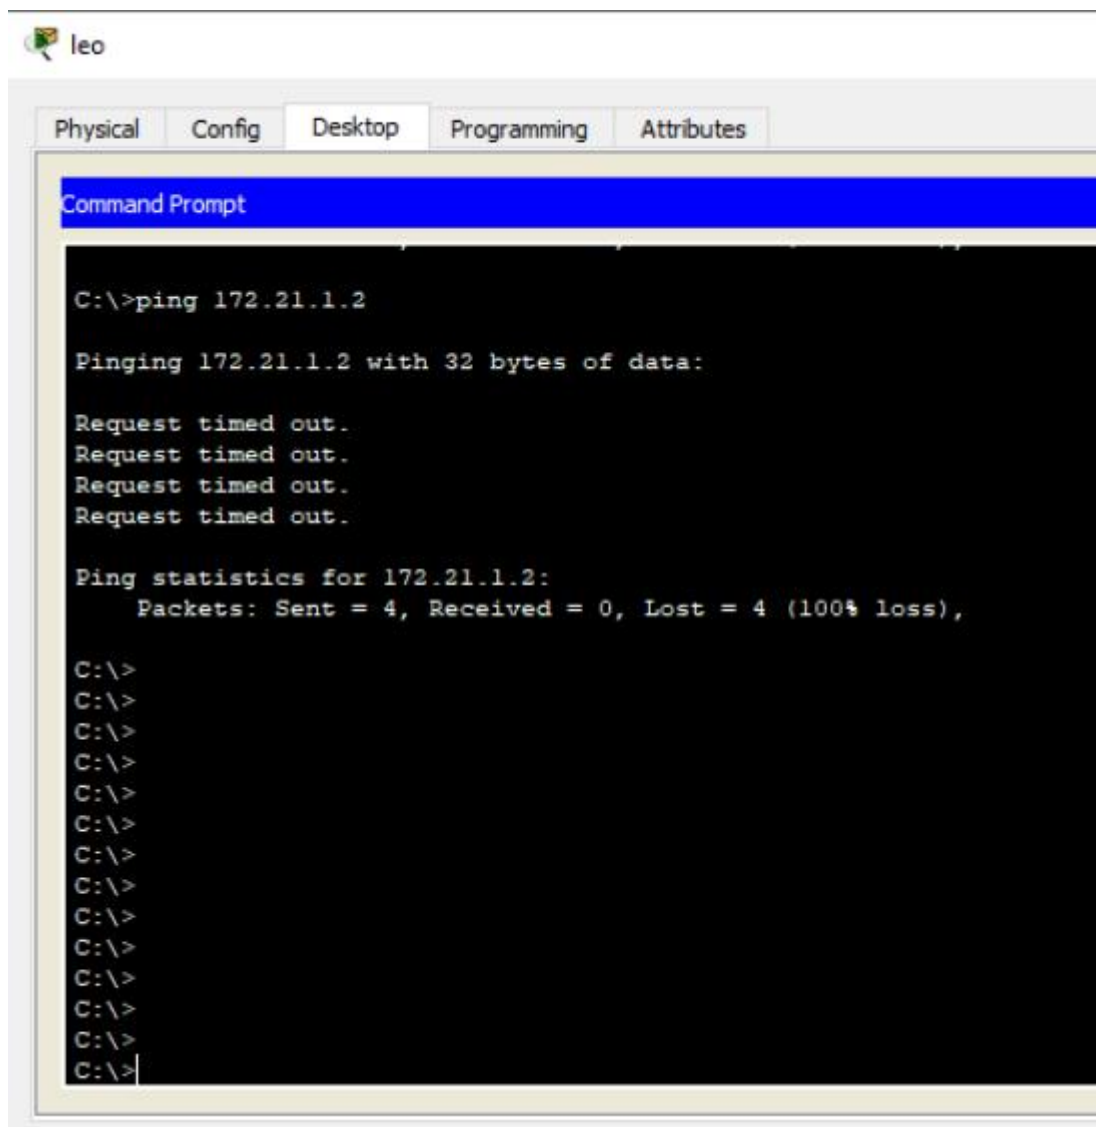 leo
Physical Config Desktop Programming Attributes
Command Prompt
C:\>ping 172.21.1.2
Pinging 172.21.1.2 with 32 bytes of data:
Request timed out.
Request timed out.
Request timed out.
Request timed out.
Ping statistics for 172.21.1.2:
Packets: Sent = 4, Received = 0, Lost = 4 (100% loss),
C:\>
C:\>
C:\>
C:\>
C:\>
C:\>
C:\>
C:\>
C:\>
C:\>
C:\>
C:\>
C:\>
C:\>